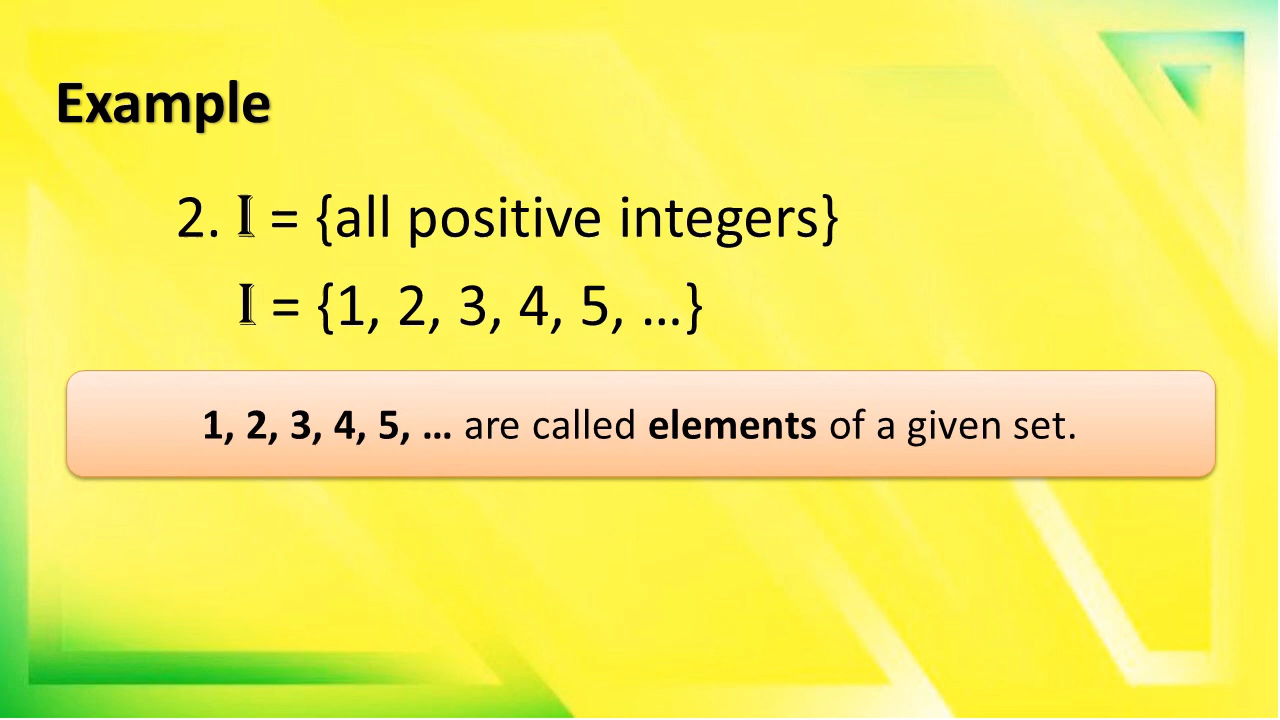 Example
2. I = {all positive integers}
I = {1, 2, 3, 4, 5, …}
1, 2, 3, 4, 5, … are called elements of a given set.